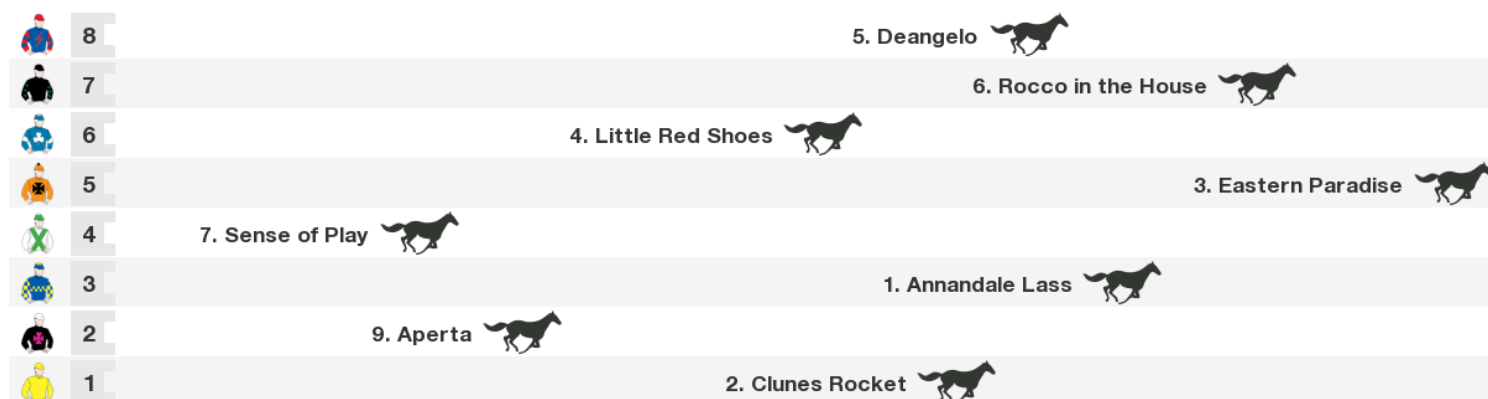 8 5. Deangelo
7 6. Rocco in the House
6 4. Little Red Shoes
5 3. Eastern Paradise
4 7. Sense of Play
3 1. Annandale Lass
2 9. Aperta
1 2. Clunes Rocket